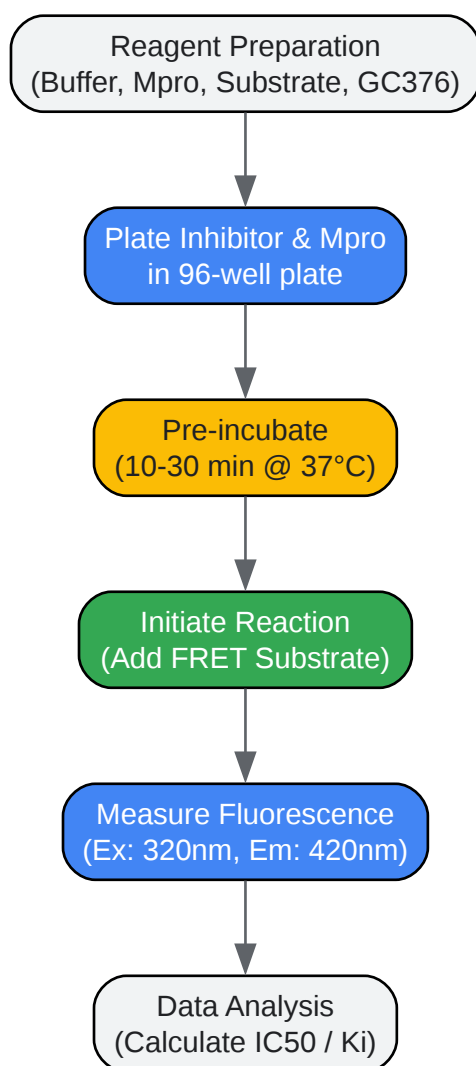 Reagent Preparation
(Buffer, Mpro, Substrate, GC376)
Plate Inhibitor & Mpro
in 96-well plate
Pre-incubate
(10-30 min @ 37°C)
Initiate Reaction
(Add FRET Substrate)
Measure Fluorescence
(Ex: 320nm, Em: 420nm)
Data Analysis
(Calculate IC50 / Ki)